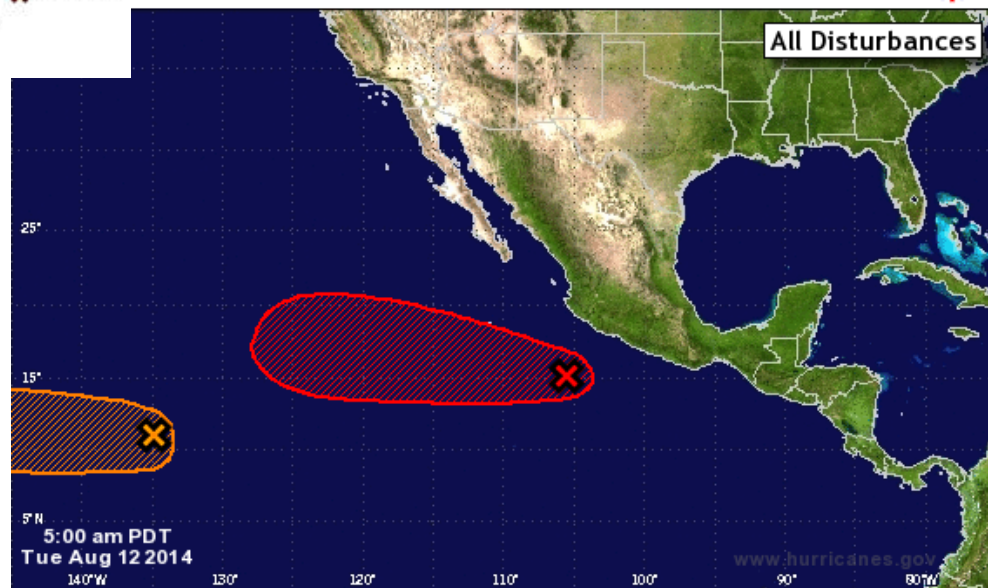 All Disturbances
25°
15°
5°N
5:00 am PDT
Tue Aug 12 2014
www.hurricanes.gov
140°W 130° 120° 110° 100° 90° 80°W